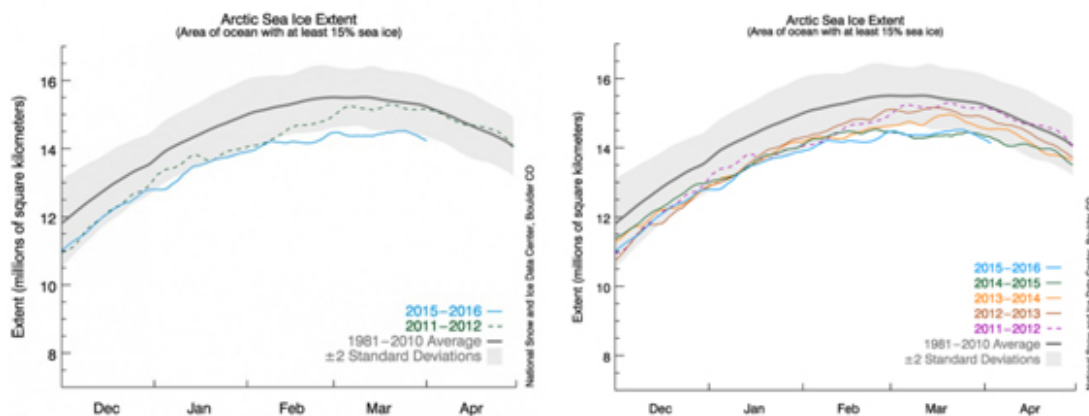 Arctic Sea Ice Extent
(Area of ocean with at least 15% sea ice)
Extent (millions of square kilometers)
16
14
12
10
8
2015-2016
2011-2012
1981-2010 Average
±2 Standard Deviations
Dec Jan Feb Mar Apr
National Snow and Ice Data Center, Boulder CO
Arctic Sea Ice Extent
(Area of ocean with at least 15% sea ice)
Extent (millions of square kilometers)
16
14
12
10
8
2015-2016
2014-2015
2013-2014
2012-2013
2011-2012
1981-2010 Average
±2 Standard Deviations
Dec Jan Feb Mar Apr